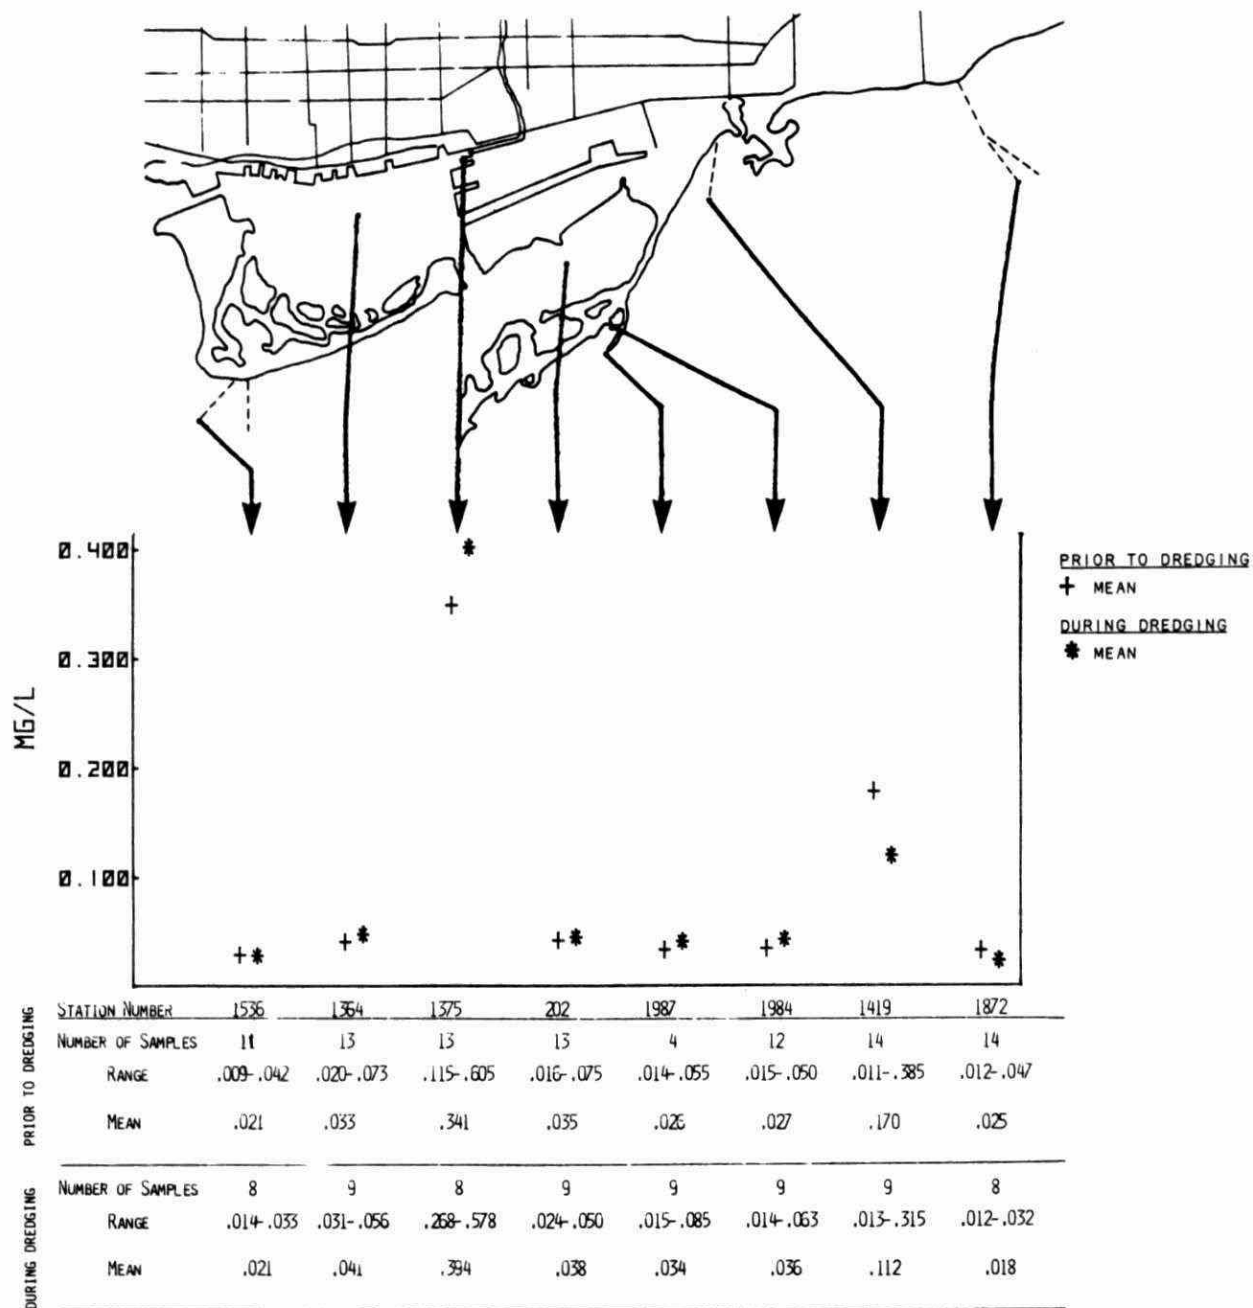 0.400
0.300
0.200
0.100
MG/L
PRIOR TO DREDGING
+ MEAN
DURING DREDGING
* MEAN
STATION NUMBER 1536 1364 1375 202 1987 1984 1419 1872
PRIOR TO DREDGING
NUMBER OF SAMPLES 11 13 13 13 4 12 14 14
RANGE .009-.042 .020-.073 .115-.605 .016-.075 .014-.055 .015-.050 .011-.385 .012-.047
MEAN .021 .033 .341 .035 .026 .027 .170 .025
DURING DREDGING
NUMBER OF SAMPLES 8 9 8 9 9 9 9 8
RANGE .014-.033 .031-.056 .268-.578 .024-.050 .015-.085 .014-.063 .013-.315 .012-.032
MEAN .021 .041 .394 .038 .034 .036 .112 .018